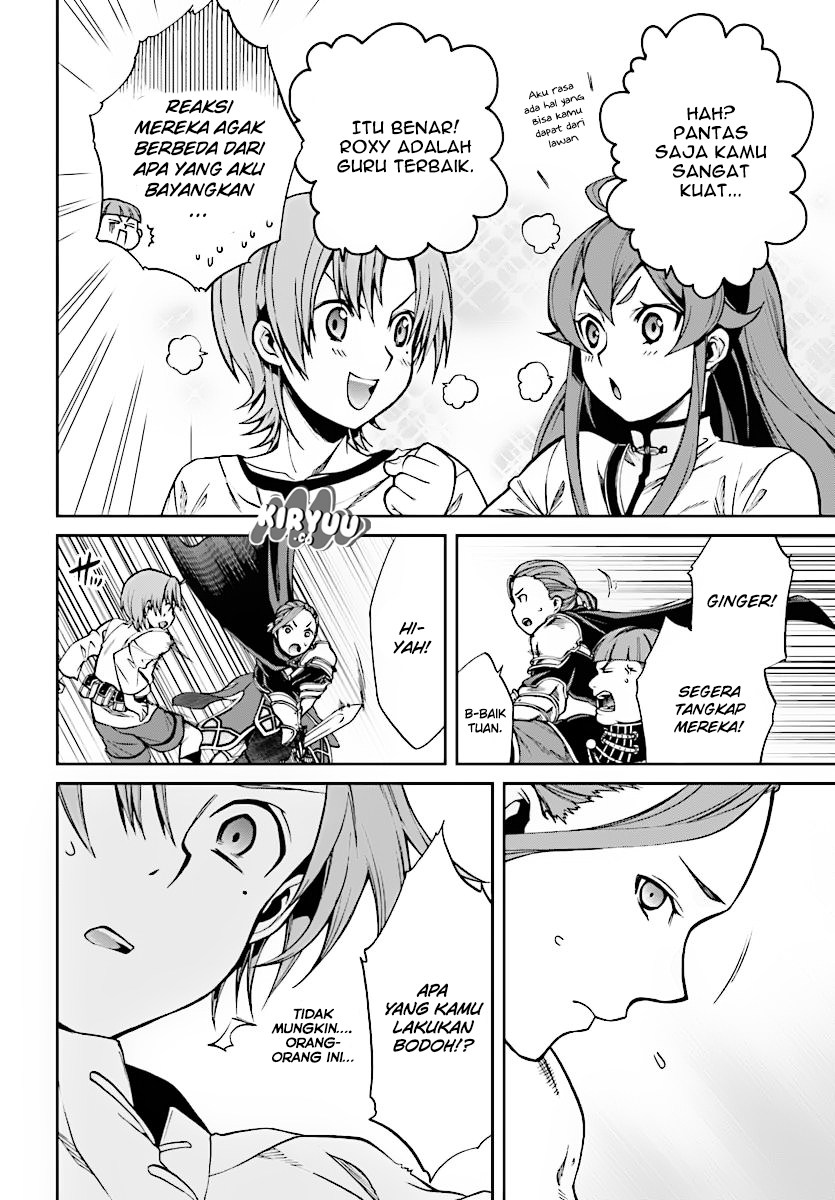 HAH?
PANTAS
SAJA KAMU
SANGAT
KUAT...
Aku rasa
ada hal yang
bisa kamu
dapat dari
lawan
ITU BENAR!
ROXY ADALAH
GURU TERBAIK.
REAKSI
MEREKA AGAK
BERBEDA DARI
APA YANG AKU
BAYANGKAN
...
KIRYUU
.co
GINGER!
SEGERA
TANGKAP
MEREKA!
B-BAIK
TUAN.
HI-
YAH!
APA
YANG KAMU
LAKUKAN
BODOH!?
TIDAK
MUNGKIN....
ORANG-
ORANG INI...